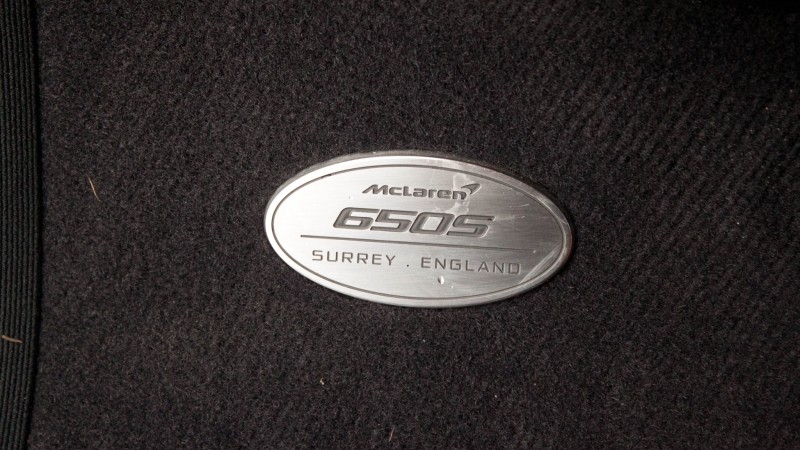 McLaren
650S
SURREY . ENGLAND